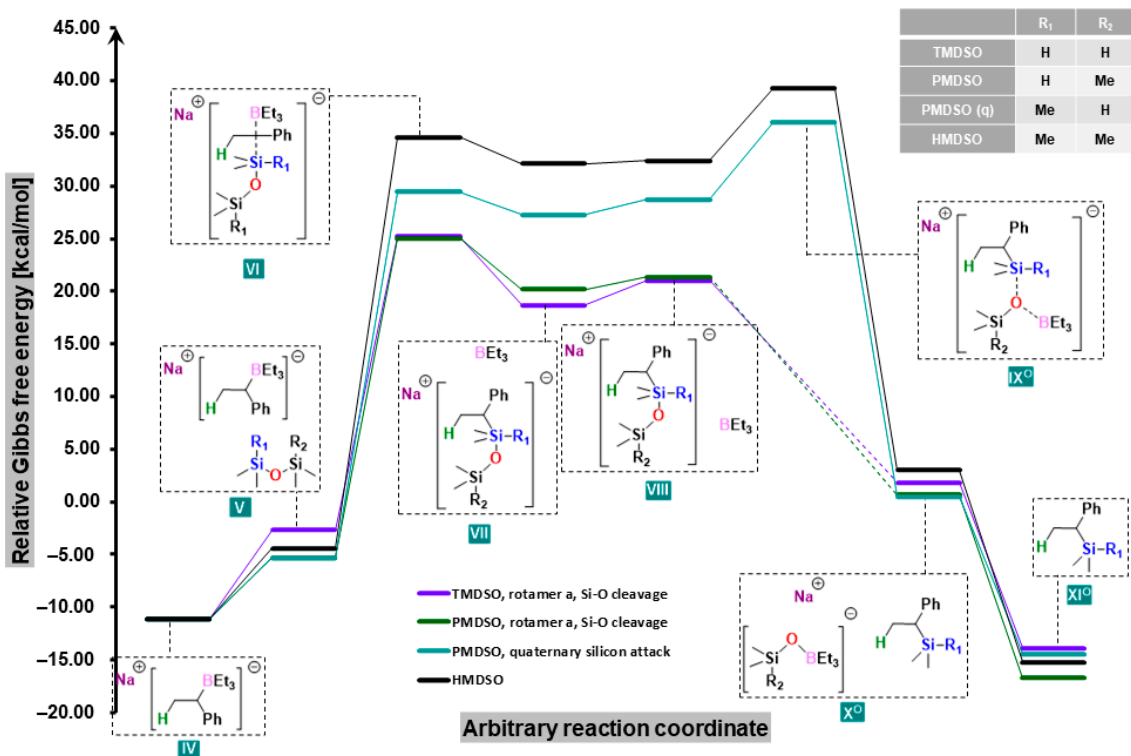 Relative Gibbs free energy [kcal/mol]
45.00
40.00
35.00
30.00
25.00
20.00
15.00
10.00
5.00
0.00
–5.00
–10.00
–15.00
–20.00
R1 R2
TMDSO H H
PMDSO H Me
PMDSO (q) Me H
HMDSO Me Me
Na ⊕ ⊖
BEt3
Ph
H
Si R1
O
Si
R1
VI
Na ⊕ ⊖
BEt3
H
Ph
R1 R2
Si O Si
V
Na ⊕ ⊖
BEt3
H
Ph
IV
BEt3
Na ⊕ ⊖
Ph
H
Si R1
O
Si
R2
VII
Na ⊕ ⊖
Ph
H
Si R1
O
Si
R2
BEt3
VIII
Na ⊕ ⊖
Ph
H
Si R1
O
Si BEt3
R2
IX O
Na ⊕
⊖
O
Si BEt3
R2
Ph
H
Si R1
X O
Ph
H
Si R1
XI O
TMDSO, rotamer a, Si-O cleavage
PMDSO, rotamer a, Si-O cleavage
PMDSO, quaternary silicon attack
HMDSO
Arbitrary reaction coordinate